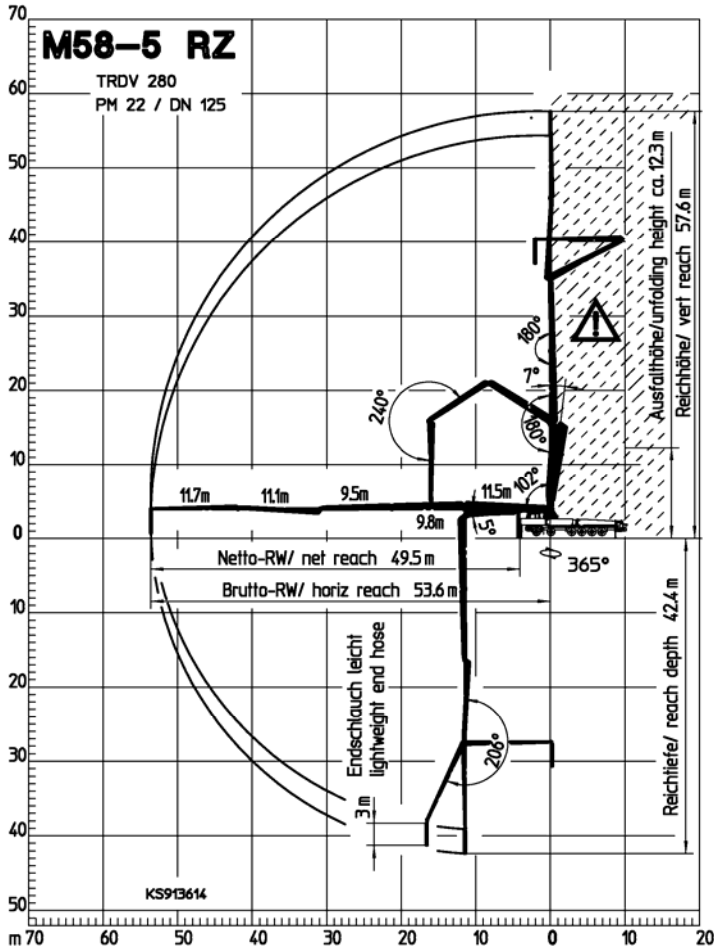 70
M58-5 RZ
TRDV 280
PM 22 / DN 125
60
50
40
30
20
10
0
10
20
30
40
50
Ausfalthöhe/unfolding height ca. 12.3 m
Reichhöhe/ vert reach 57.6 m
180°
7°
240°
180°
102°
11.7m
11.1m
9.5m
11.5m
9.8m
5°
Netto-RW/ net reach 49.5 m
365°
Brutto-RW/ horiz reach 53.6 m
Reichtiefe/ reach depth 42.4 m
Endschlauch leicht
lightweight end hose
206°
3 m
KS913614
m 70 60 50 40 30 20 10 0 10 20